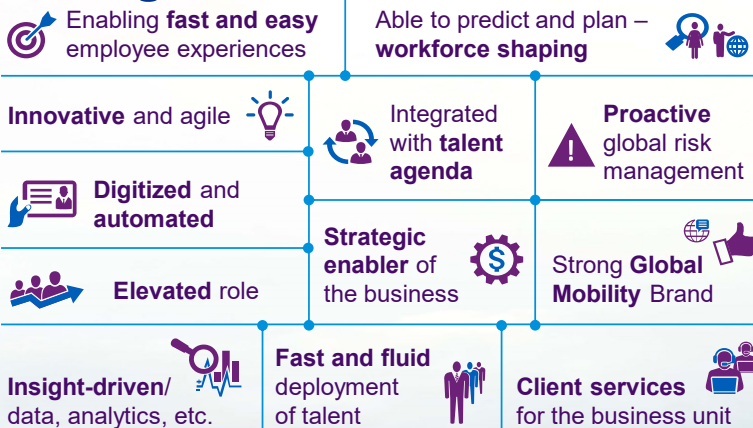 Enabling fast and easy
employee experiences
Able to predict and plan –
workforce shaping
Innovative and agile
Integrated
with talent
agenda
Proactive
global risk
management
Digitized and
automated
Strategic
enabler of
the business
Strong Global
Mobility Brand
Elevated role
Insight-driven/
data, analytics, etc.
Fast and fluid
deployment
of talent
Client services
for the business unit